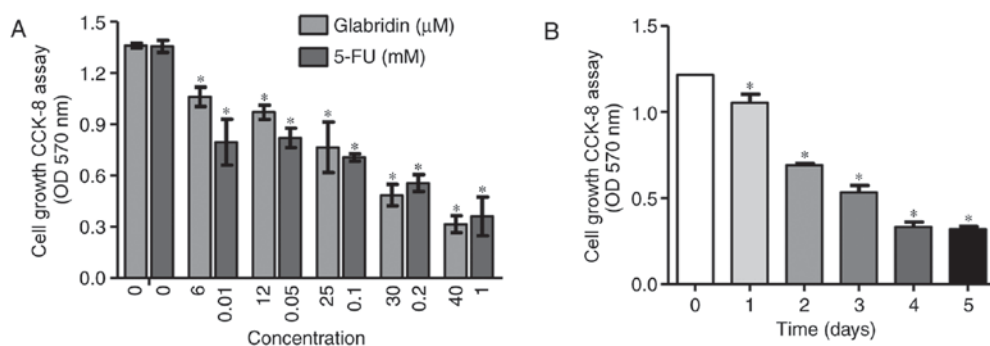 A
Cell growth CCK-8 assay
(OD 570 nm)
1.5
1.2
0.9
0.6
0.3
0.0
Glabridin (μM)
5-FU (mM)
* * * * * * * * * *
0 0 6 0.01 12 0.05 25 0.1 30 0.2 40 1
Concentration
B
Cell growth CCK-8 assay
(OD 570 nm)
1.5
1.0
0.5
0.0
* * * * *
0 1 2 3 4 5
Time (days)